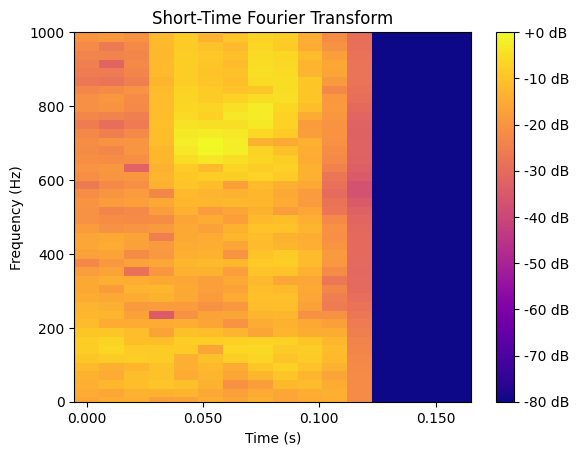 Short-Time Fourier Transform
Frequency (Hz)
1000
800
600
400
200
0
0.000
0.050
0.100
0.150
Time (s)
+0 dB
-10 dB
-20 dB
-30 dB
-40 dB
-50 dB
-60 dB
-70 dB
-80 dB